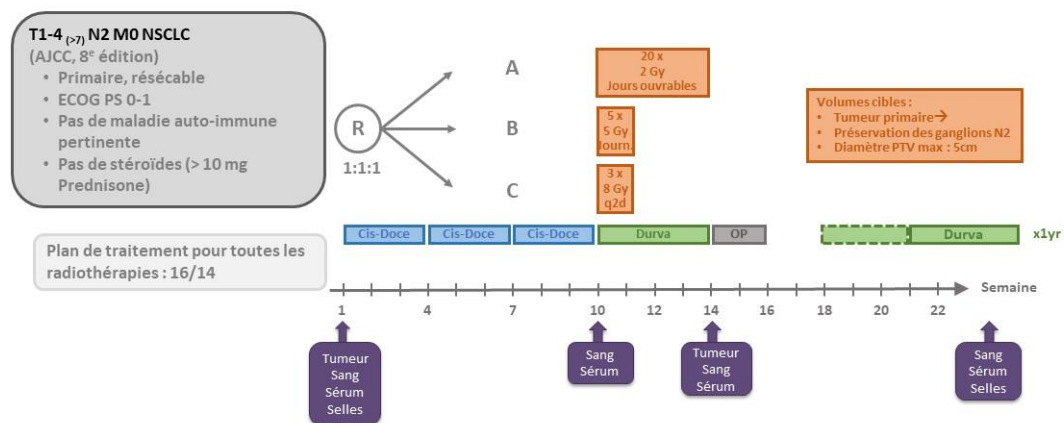 T1-4 (>7) N2 M0 NSCLC
(AJCC, 8e édition)
• Primaire, résécable
• ECOG PS 0-1
• Pas de maladie auto-immune
pertinente
• Pas de stéroïdes (> 10 mg
Prednisone)
Plan de traitement pour toutes les
radiothérapies : 16/14
R
1:1:1
A
B
C
20 x
2 Gy
Jours ouvrables
5 x
5 Gy
Journ.
3 x
8 Gy
q2d
Volumes cibles :
• Tumeur primaire→
• Préservation des ganglions N2
• Diamètre PTV max : 5cm
Cis-Doce
Cis-Doce
Cis-Doce
Durva
OP
Durva
x1yr
Semaine
1
4
7
10
12
14
16
18
20
22
Tumeur
Sang
Sérum
Selles
Sang
Sérum
Tumeur
Sang
Sérum
Sang
Sérum
Selles